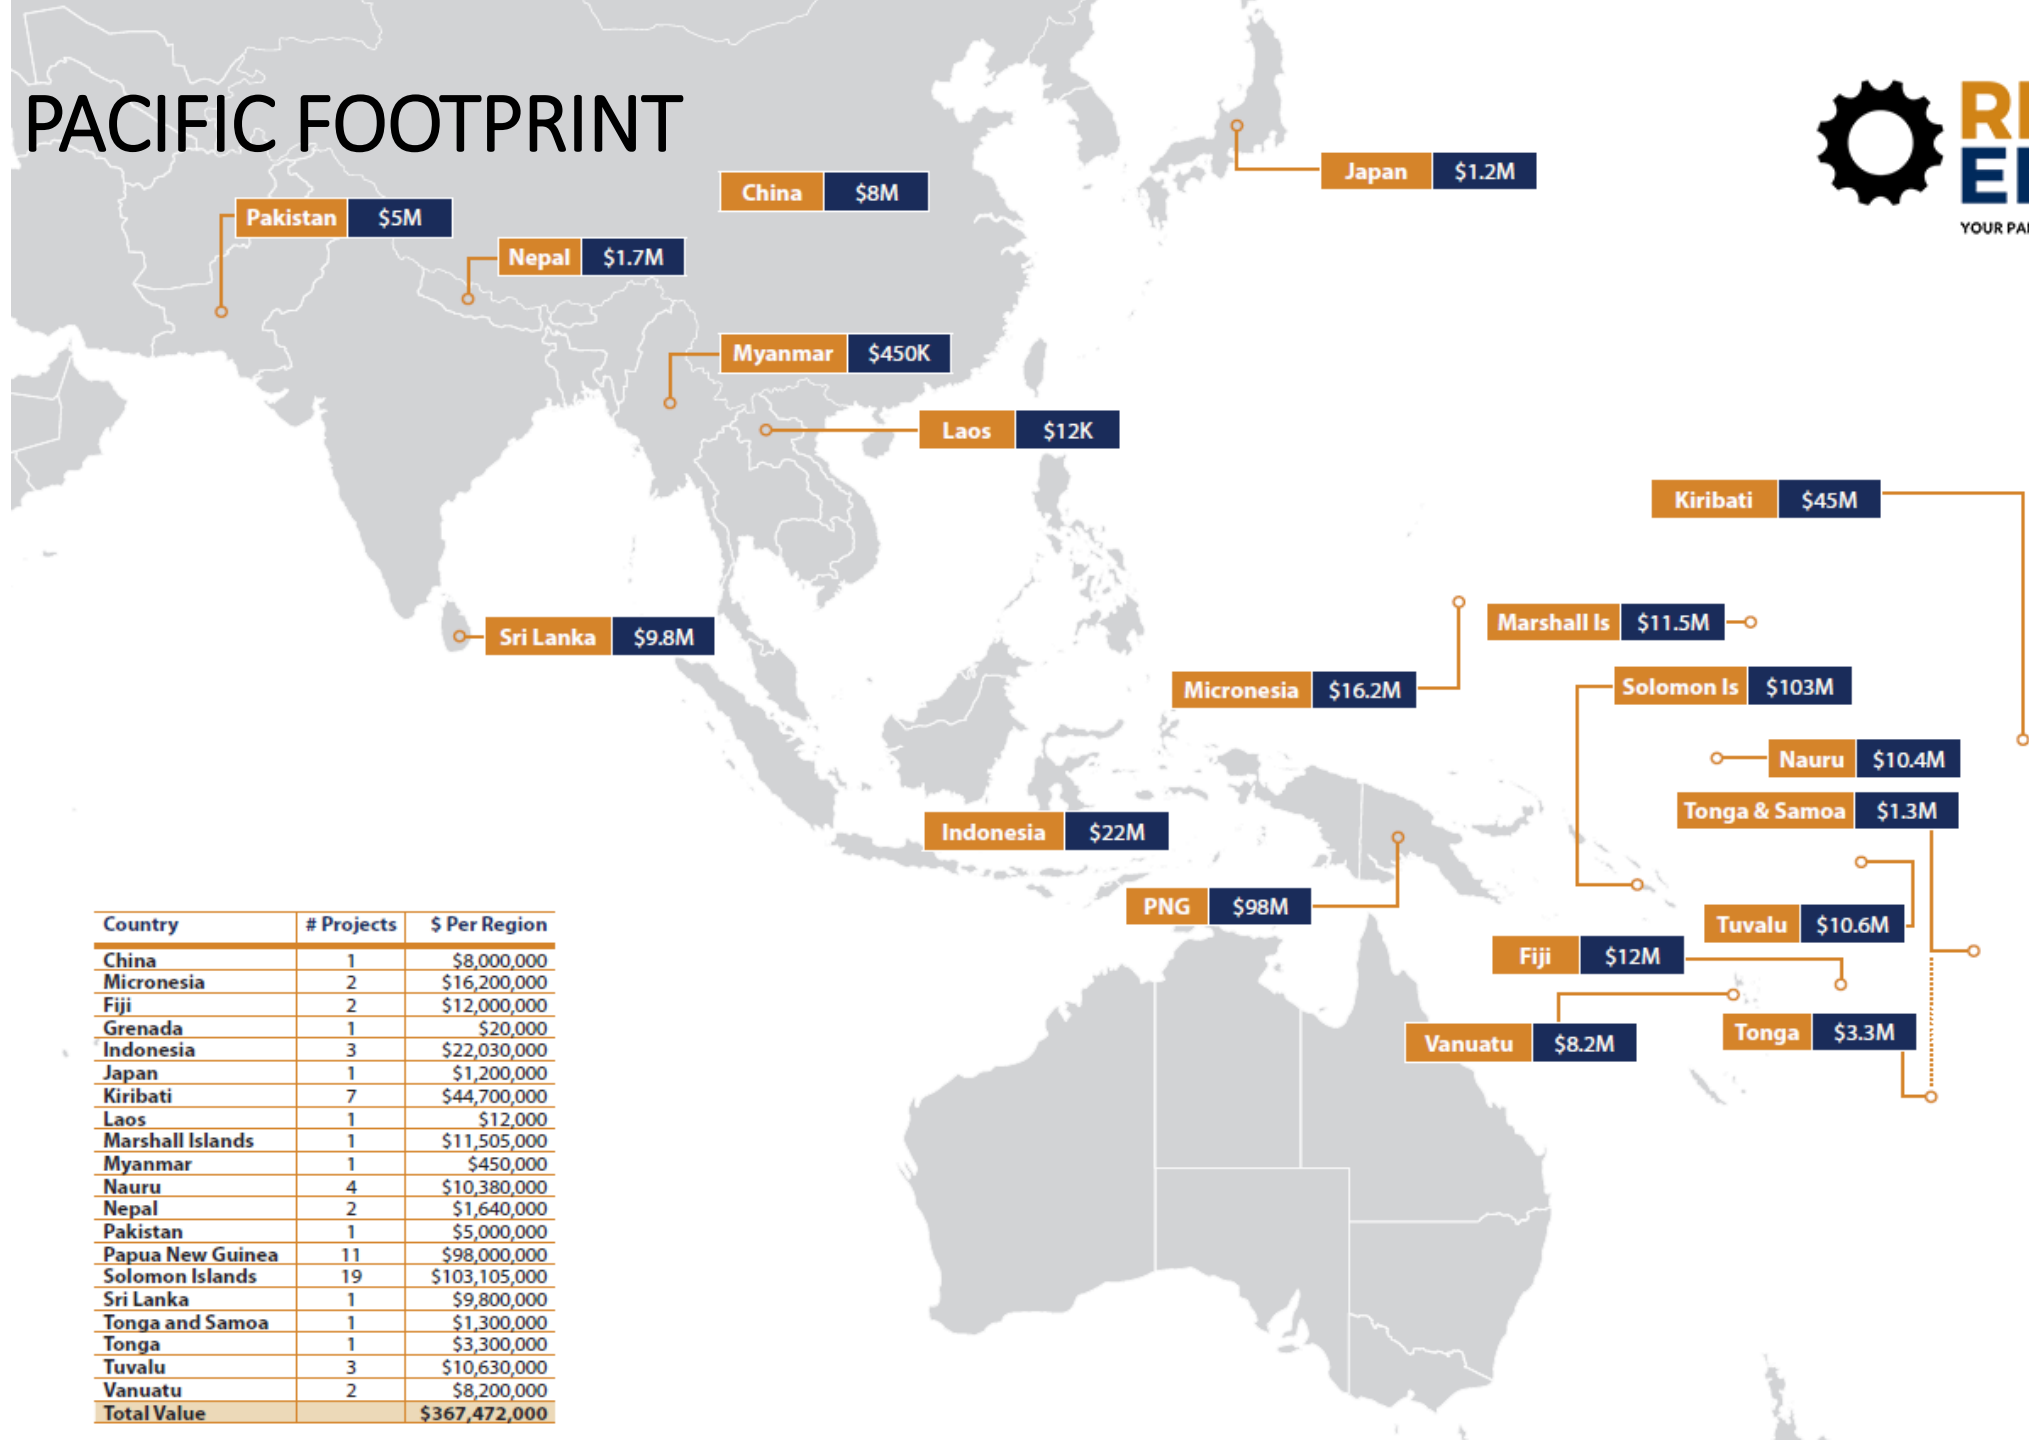 PACIFIC FOOTPRINT
RE
EN
YOUR PA
Japan $1.2M
China $8M
Pakistan $5M
Nepal $1.7M
Myanmar $450K
Laos $12K
Kiribati $45M
Marshall Is $11.5M
Sri Lanka $9.8M
Micronesia $16.2M
Solomon Is $103M
Nauru $10.4M
Tonga & Samoa $1.3M
Indonesia $22M
PNG $98M
Tuvalu $10.6M
Fiji $12M
Vanuatu $8.2M
Tonga $3.3M
Country # Projects $ Per Region
China 1 $8,000,000
Micronesia 2 $16,200,000
Fiji 2 $12,000,000
Grenada 1 $20,000
Indonesia 3 $22,030,000
Japan 1 $1,200,000
Kiribati 7 $44,700,000
Laos 1 $12,000
Marshall Islands 1 $11,505,000
Myanmar 1 $450,000
Nauru 4 $10,380,000
Nepal 2 $1,640,000
Pakistan 1 $5,000,000
Papua New Guinea 11 $98,000,000
Solomon Islands 19 $103,105,000
Sri Lanka 1 $9,800,000
Tonga and Samoa 1 $1,300,000
Tonga 1 $3,300,000
Tuvalu 3 $10,630,000
Vanuatu 2 $8,200,000
Total Value $367,472,000